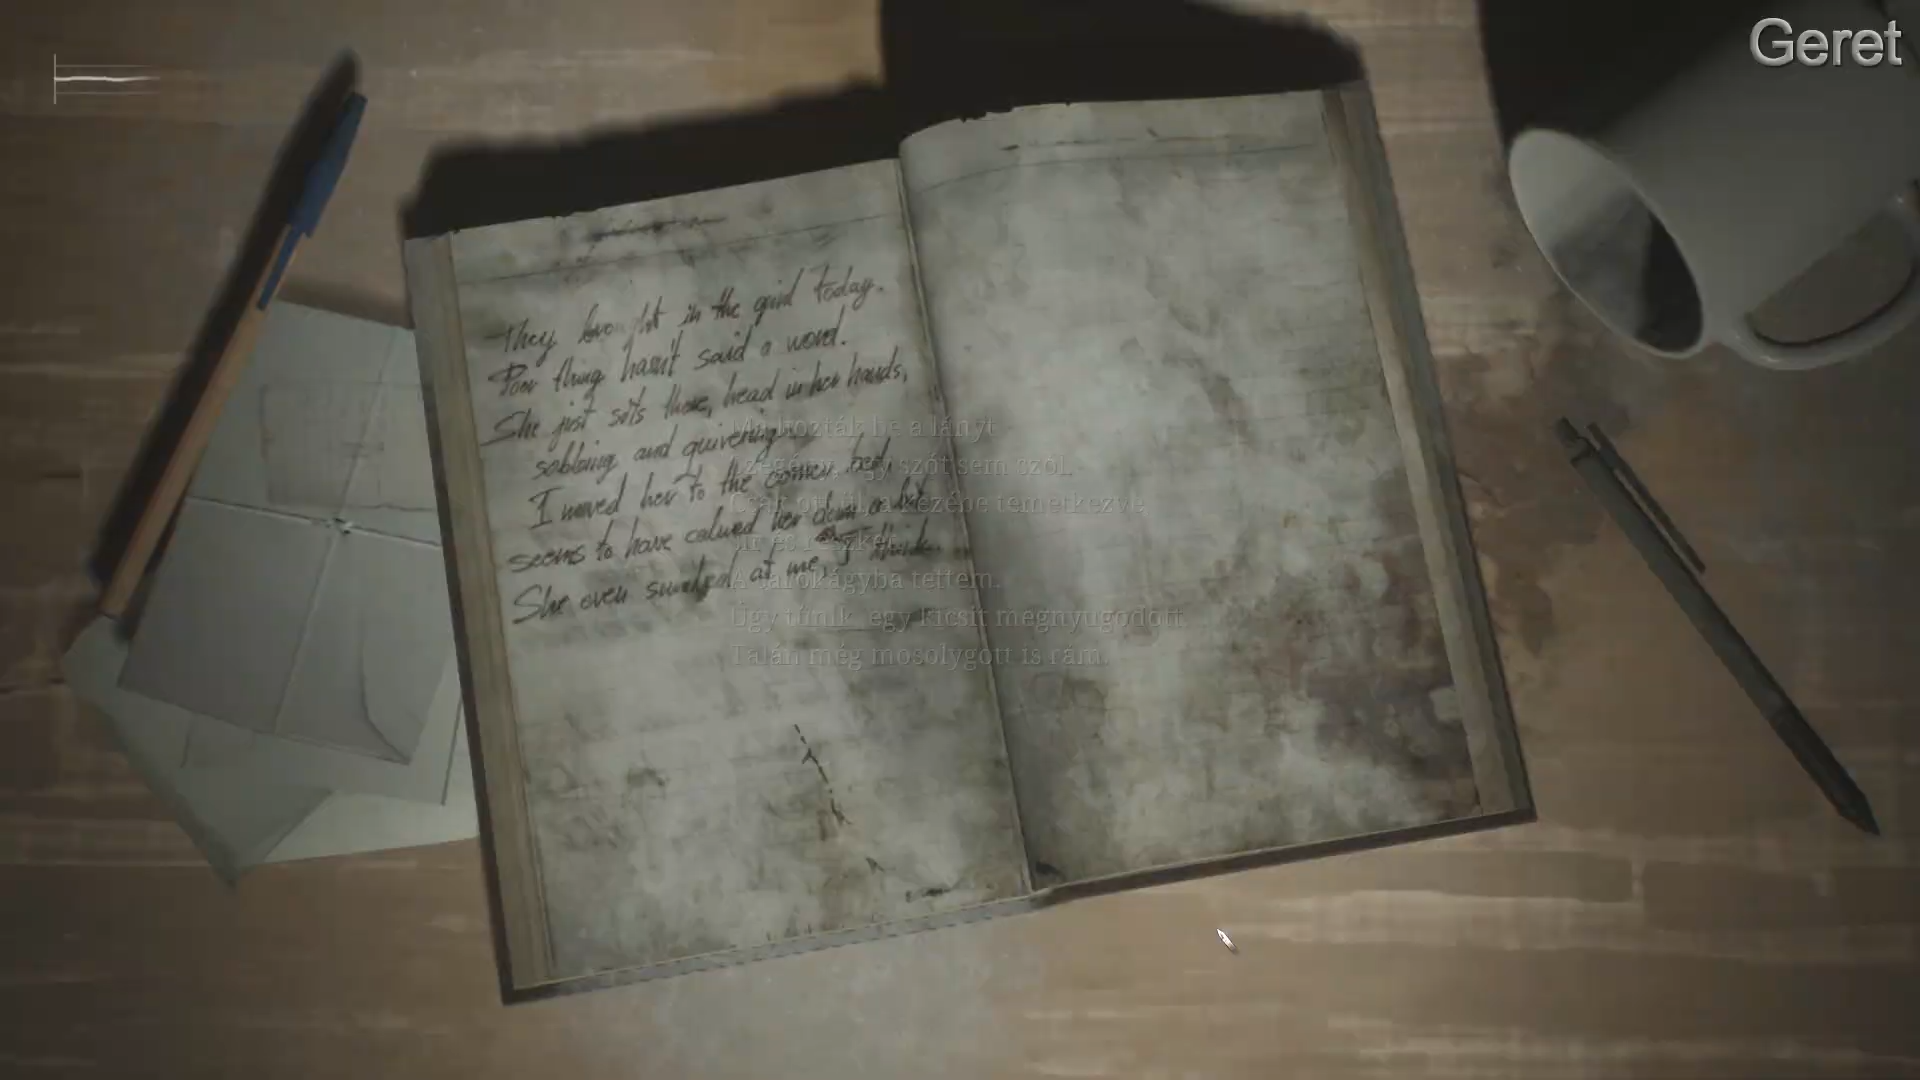 Geret
They brought in the girl today.
Poor thing hasn't said a word.
She just sits there, head in her hands,
sobbing and quivering.
I moved her to the corner bed,
seems to have calmed her down a bit.
She even smiled at me, I think.
be a lányt
szót sem szól.
temetkezve
A sarokágyba tettem.
Úgy tűnik, egy kicsit megnyugodott.
Talán még mosolygott is rám.